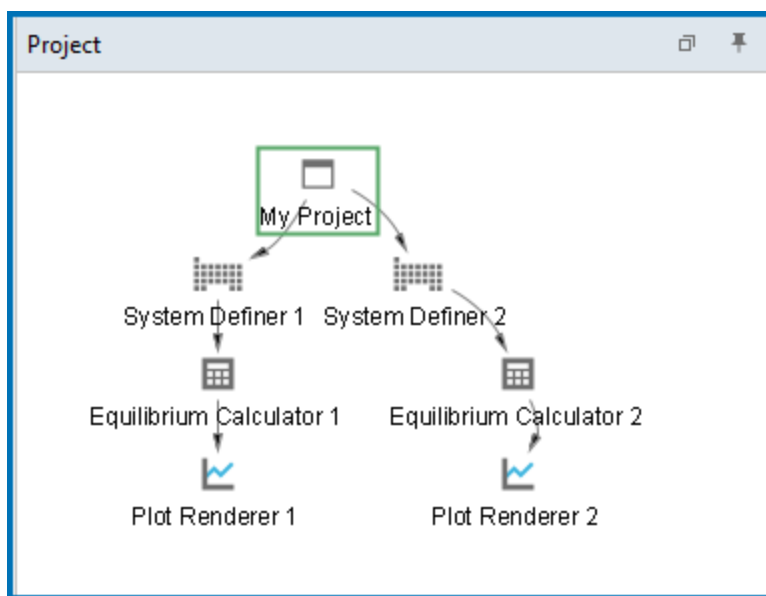 Project
My Project
System Definer 1 System Definer 2
Equilibrium Calculator 1 Equilibrium Calculator 2
Plot Renderer 1 Plot Renderer 2